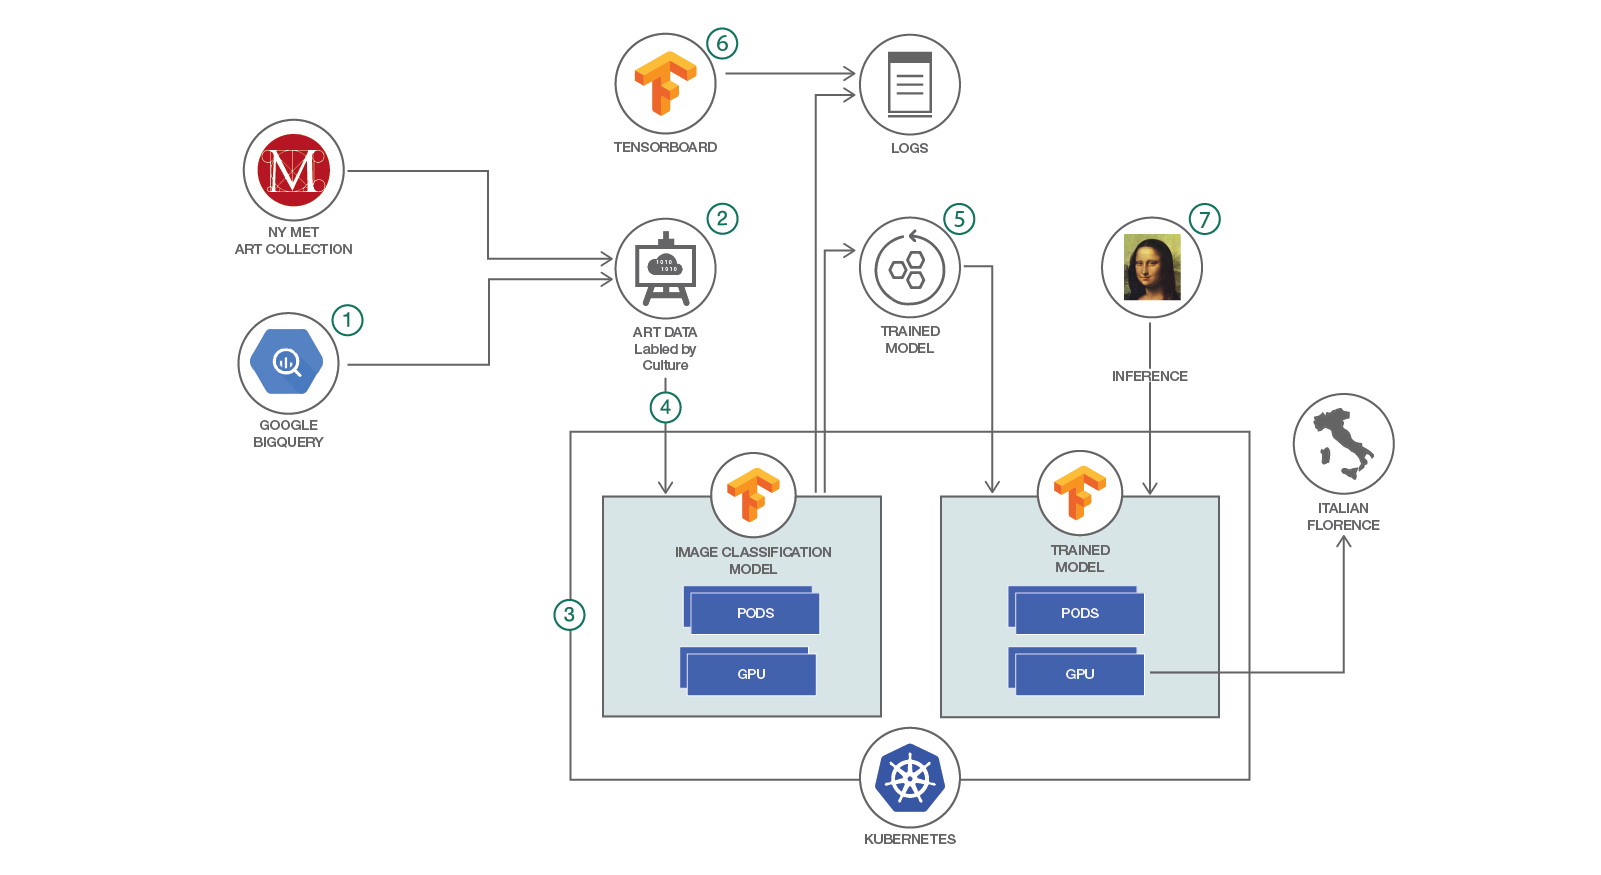 6
TENSORBOARD
LOGS
M
NY MET
ART COLLECTION
2
1010
1010
ART DATA
Labled by
Culture
5
TRAINED
MODEL
7
INFERENCE
1
GOOGLE
BIGQUERY
4
ITALIAN
FLORENCE
3
IMAGE CLASSIFICATION
MODEL
PODS
GPU
TRAINED
MODEL
PODS
GPU
KUBERNETES